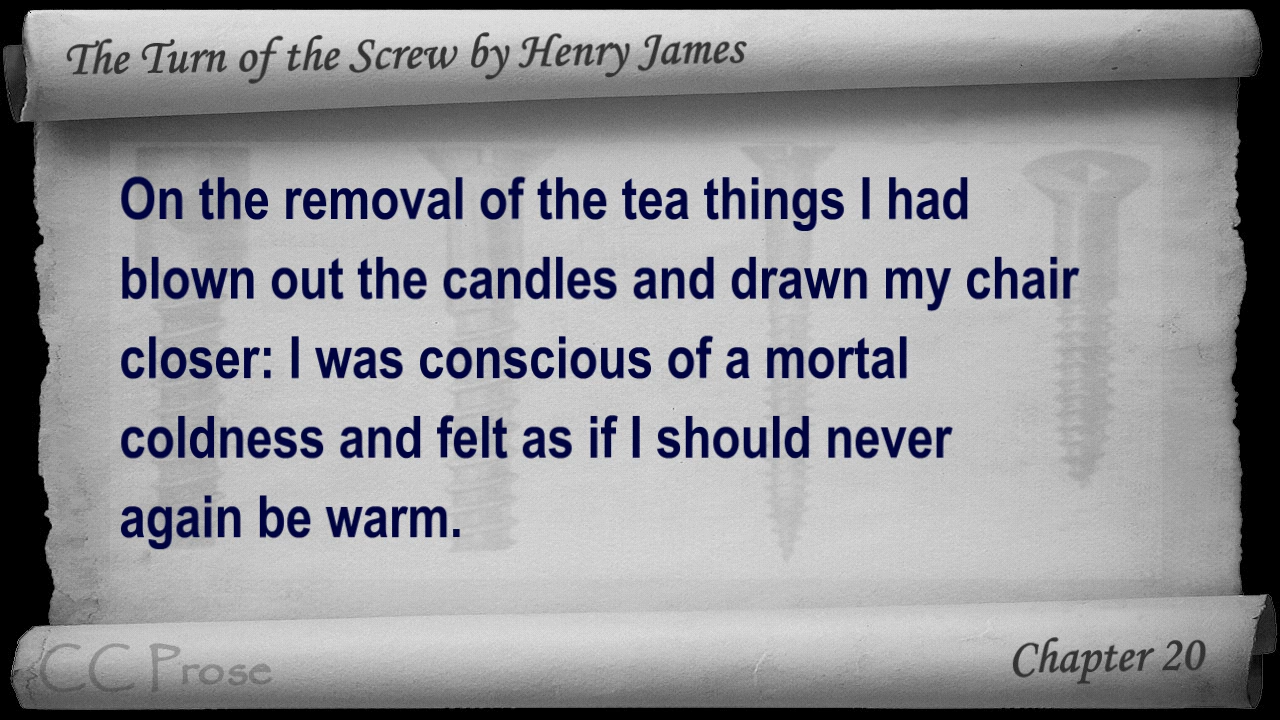 The Turn of the Screw by Henry James
On the removal of the tea things I had
blown out the candles and drawn my chair
closer: I was conscious of a mortal
coldness and felt as if I should never
again be warm.
CC Prose
Chapter 20